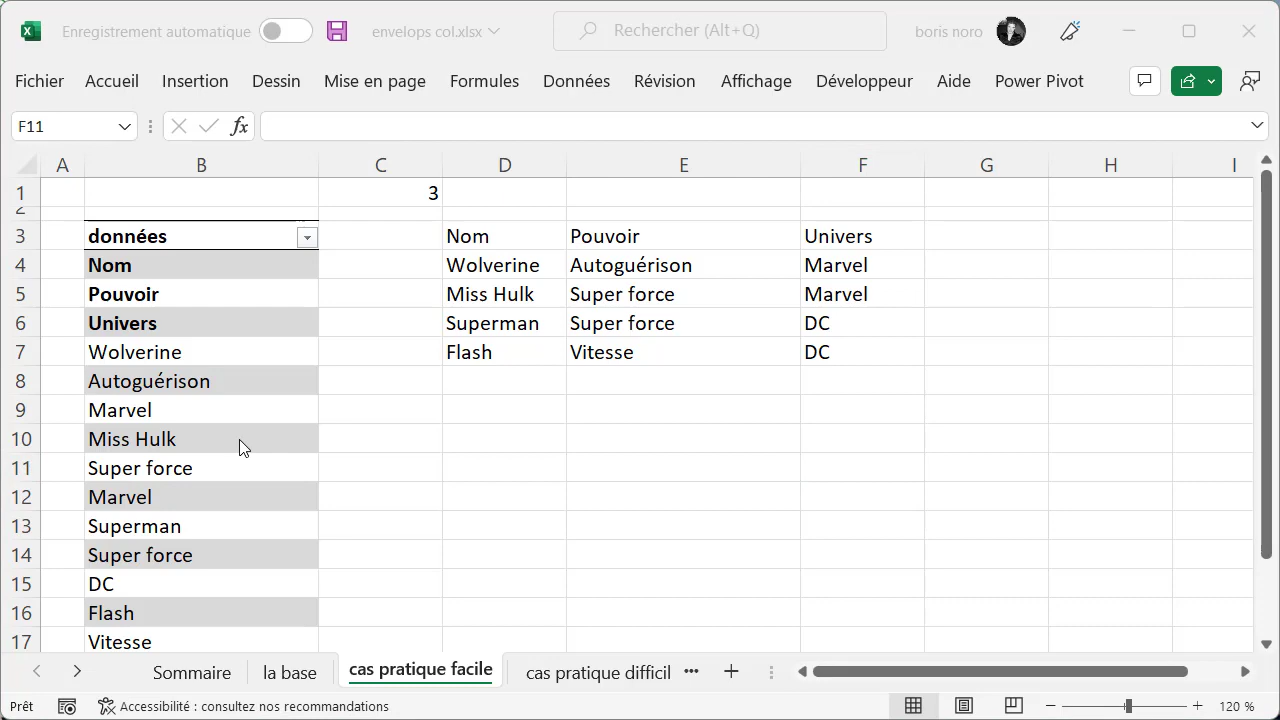 Enregistrement automatique envelops col.xlsx Rechercher (Alt+Q) boris noro
Fichier Accueil Insertion Dessin Mise en page Formules Données Révision Affichage Développeur Aide Power Pivot
F11 fx
A B C D E F G H I
1 3
2
3 données Nom Pouvoir Univers
4 Nom Wolverine Autoguérison Marvel
5 Pouvoir Miss Hulk Super force Marvel
6 Univers Superman Super force DC
7 Wolverine Flash Vitesse DC
8 Autoguérison
9 Marvel
10 Miss Hulk
11 Super force
12 Marvel
13 Superman
14 Super force
15 DC
16 Flash
17 Vitesse
Sommaire la base cas pratique facile cas pratique difficil ...
Prêt Accessibilité : consultez nos recommandations 120 %